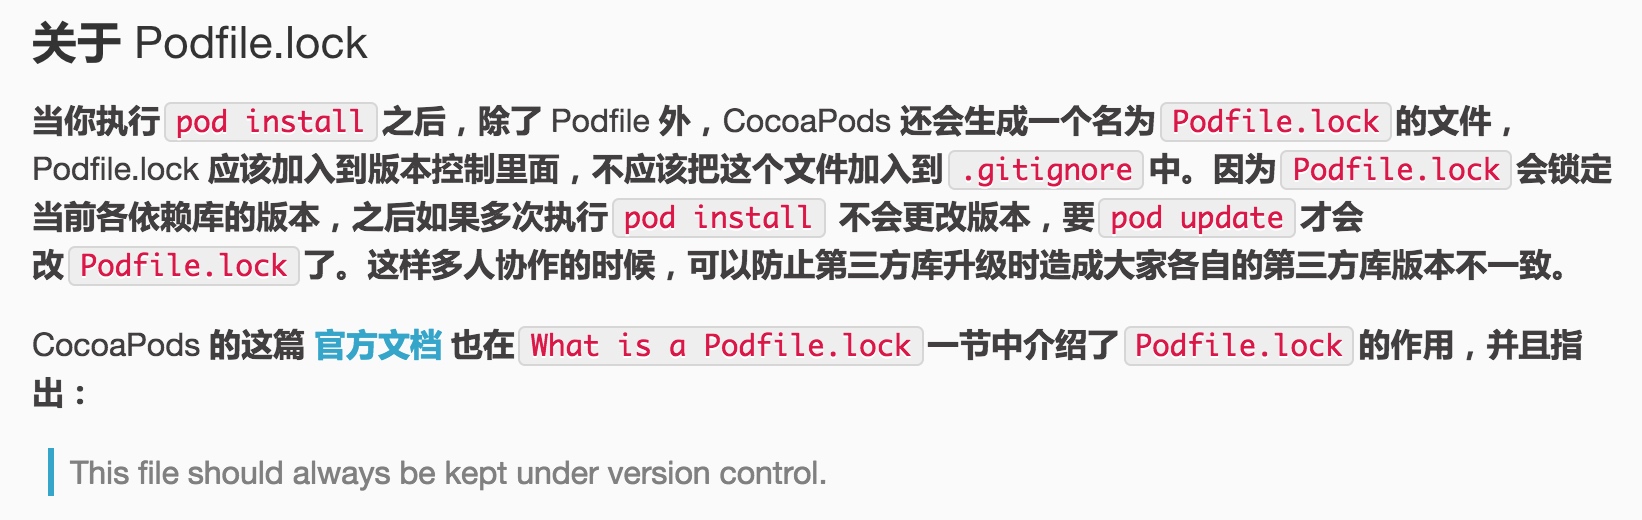 关于 Podfile.lock
当你执行 pod install 之后，除了 Podfile 外，CocoaPods 还会生成一个名为 Podfile.lock 的文件，
Podfile.lock 应该加入到版本控制里面，不应该把这个文件加入到 .gitignore 中。因为 Podfile.lock 会锁定
当前各依赖库的版本，之后如果多次执行 pod install 不会更改版本，要 pod update 才会
改 Podfile.lock 了。这样多人协作的时候，可以防止第三方库升级时造成大家各自的第三方库版本不一致。
CocoaPods 的这篇 官方文档 也在 What is a Podfile.lock 一节中介绍了 Podfile.lock 的作用，并且指
出：
This file should always be kept under version control.